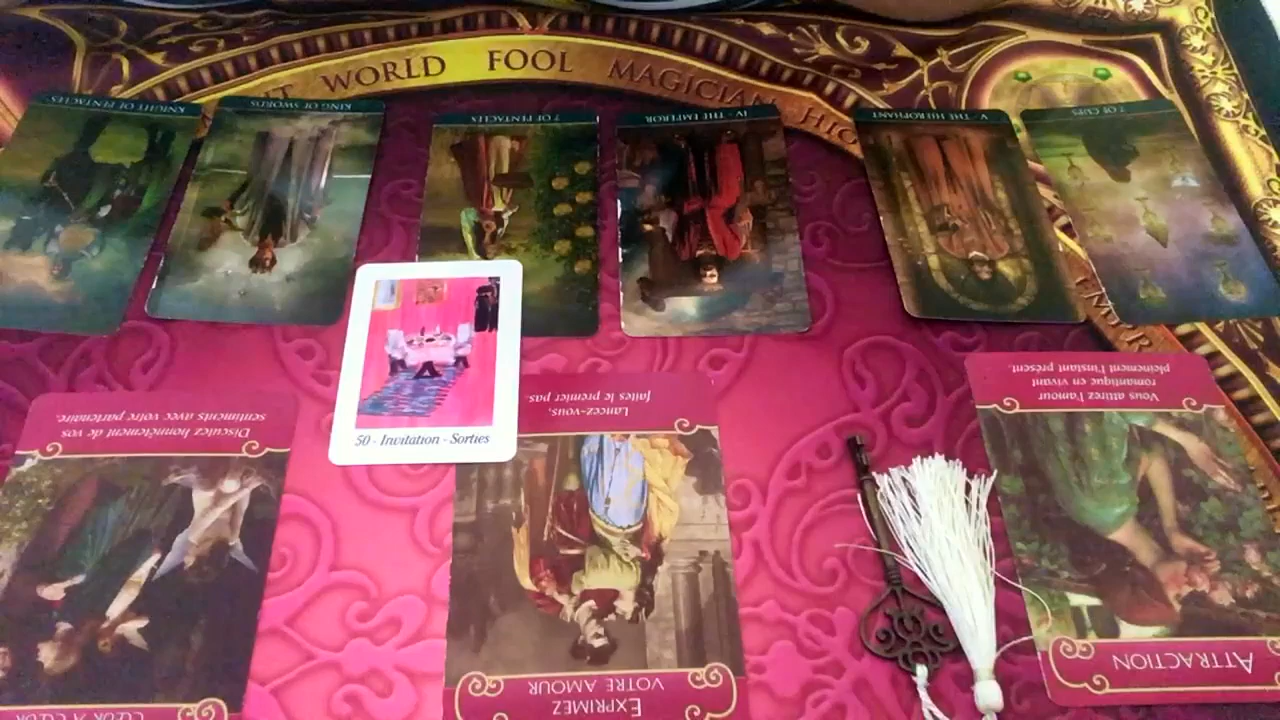 WORLD FOOL MAGICIAN HIG
KNIGHT OF PENTACLES
KING OF SWORDS
7 OF PENTACLES
IV - THE EMPEROR
V - THE HIEROPHANT
7 OF CUPS
50 - Invitation - Sorties
Discutez honnêtement de vos
sentiments avec votre partenaire.
Lancez-vous,
faites le premier pas.
EXPRIMEZ
VOTRE AMOUR
Vous attirez l'amour
romantique en vivant
pleinement l'instant présent.
ATTRACTION